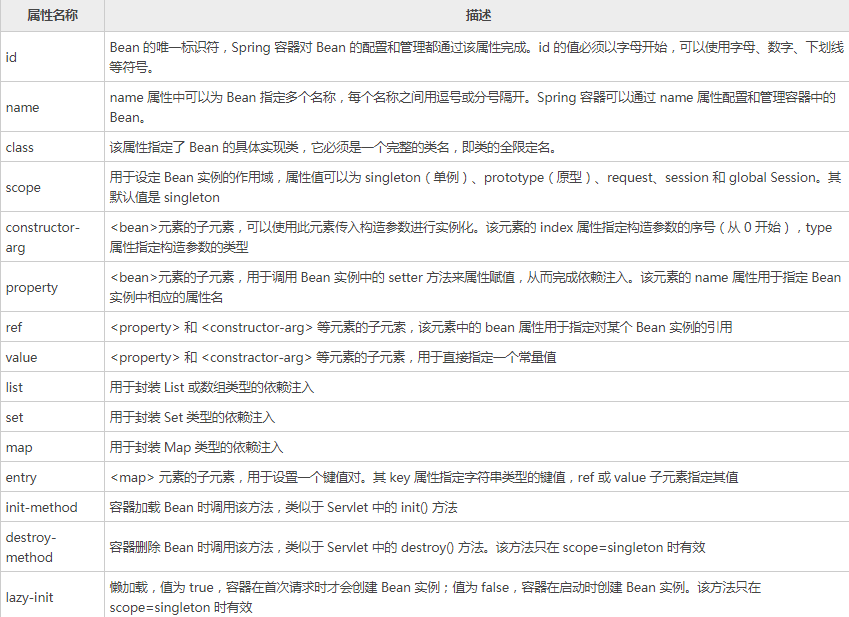 属性名称 描述
id Bean 的唯一标识符，Spring 容器对 Bean 的配置和管理都通过该属性完成。id 的值必须以字母开始，可以使用字母、数字、下划线
等符号。
name name 属性中可以为 Bean 指定多个名称，每个名称之间用逗号或分号隔开。Spring 容器可以通过 name 属性配置和管理容器中的
Bean。
class 该属性指定了 Bean 的具体实现类，它必须是一个完整的类名，即类的全限定名。
scope 用于设定 Bean 实例的作用域，属性值可以为 singleton（单例）、prototype（原型）、request、session 和 global Session。其
默认值是 singleton
constructor- <bean>元素的子元素，可以使用此元素传入构造参数进行实例化。该元素的 index 属性指定构造参数的序号（从 0 开始），type
arg 属性指定构造参数的类型
property <bean>元素的子元素，用于调用 Bean 实例中的 setter 方法来属性赋值，从而完成依赖注入。该元素的 name 属性用于指定 Bean
实例中相应的属性名
ref <property> 和 <constructor-arg> 等元素的子元索，该元素中的 bean 属性用于指定对某个 Bean 实例的引用
value <property> 和 <constractor-arg> 等元素的子元素，用于直接指定一个常量值
list 用于封装 List 或数组类型的依赖注入
set 用于封装 Set 类型的依赖注入
map 用于封装 Map 类型的依赖注入
entry <map> 元素的子元素，用于设置一个键值对。其 key 属性指定字符串类型的键值，ref 或 value 子元素指定其值
init-method 容器加载 Bean 时调用该方法，类似于 Servlet 中的 init() 方法
destroy-
method 容器删除 Bean 时调用该方法，类似于 Servlet 中的 destroy() 方法。该方法只在 scope=singleton 时有效
lazy-init 懒加载，值为 true，容器在首次请求时才会创建 Bean 实例；值为 false，容器在启动时创建 Bean 实例。该方法只在
scope=singleton 时有效